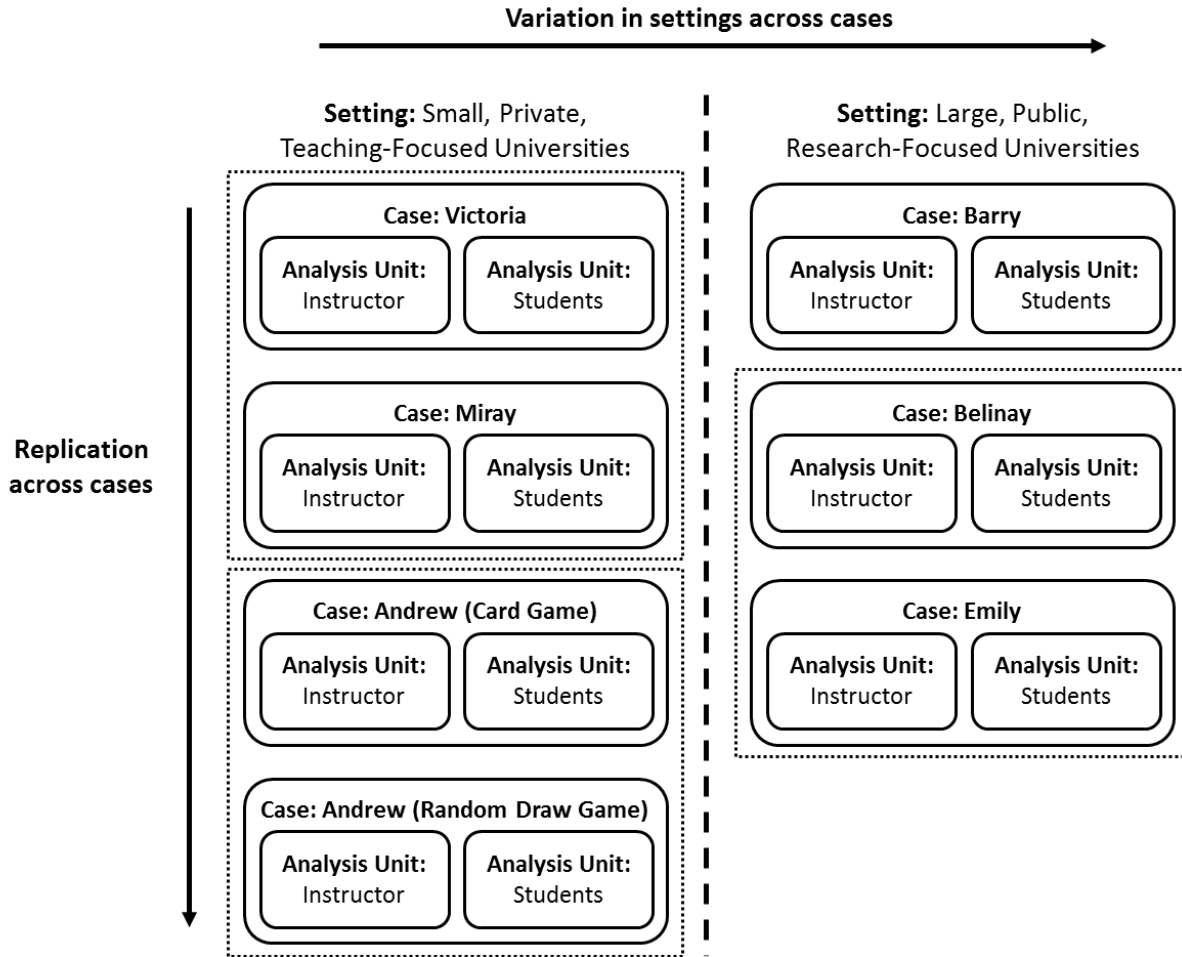 Variation in settings across cases
Setting: Small, Private,
Teaching-Focused Universities
Setting: Large, Public,
Research-Focused Universities
Replication
across cases
Case: Victoria
Analysis Unit:
Instructor
Analysis Unit:
Students
Case: Barry
Analysis Unit:
Instructor
Analysis Unit:
Students
Case: Miray
Analysis Unit:
Instructor
Analysis Unit:
Students
Case: Belinay
Analysis Unit:
Instructor
Analysis Unit:
Students
Case: Andrew (Card Game)
Analysis Unit:
Instructor
Analysis Unit:
Students
Case: Emily
Analysis Unit:
Instructor
Analysis Unit:
Students
Case: Andrew (Random Draw Game)
Analysis Unit:
Instructor
Analysis Unit:
Students